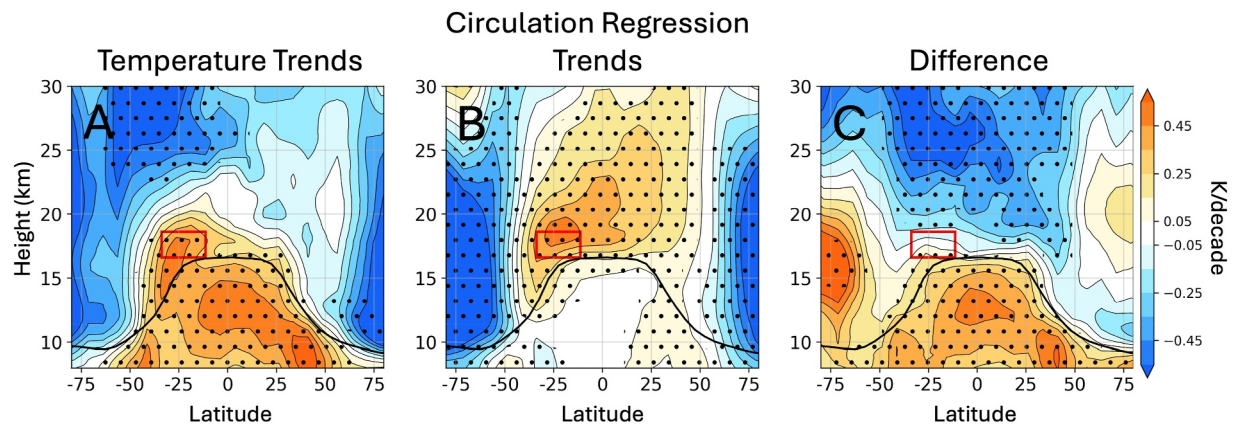 Circulation Regression
Temperature Trends Trends Difference
A B C
Height (km)
30 25 20 15 10
30 25 20 15 10
30 25 20 15 10
-75 -50 -25 0 25 50 75
-75 -50 -25 0 25 50 75
-75 -50 -25 0 25 50 75
Latitude Latitude Latitude
0.45
0.25
0.05
−0.05
−0.25
−0.45
K/decade